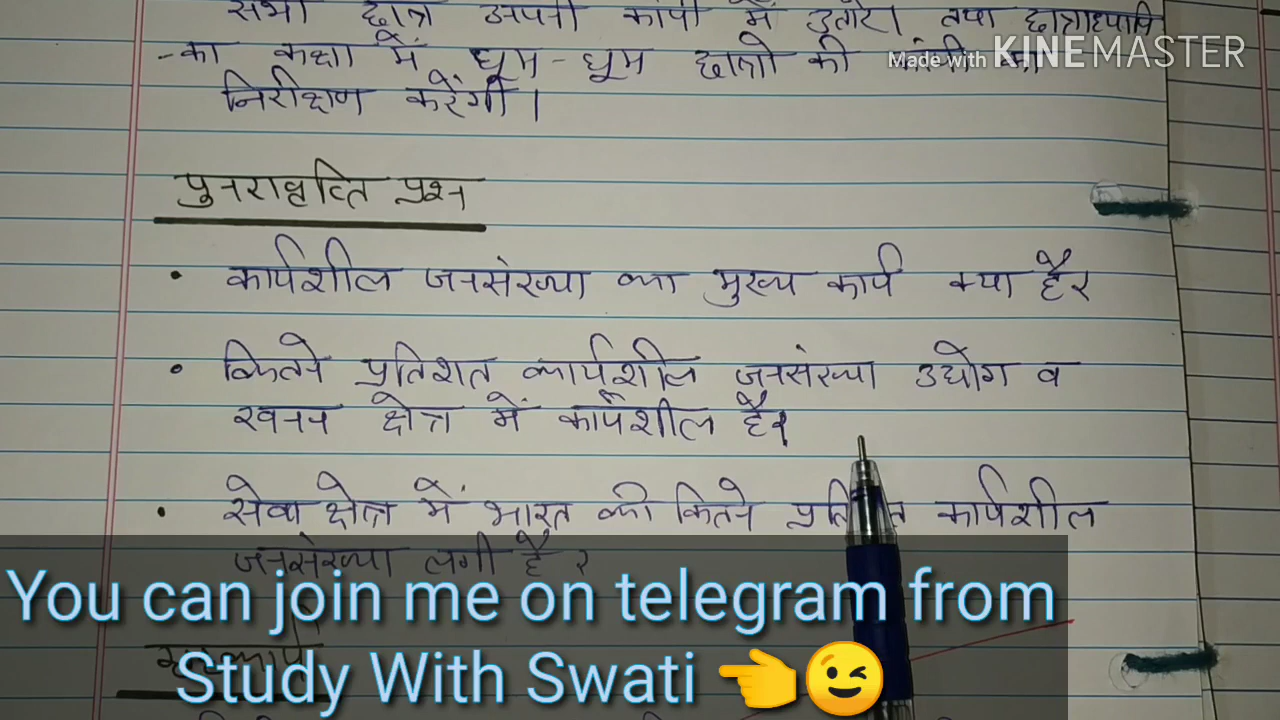 सभी छात्र अपनी कॉपी में उतारे। तथा छात्राध्यापि
-का कक्षा में घूम-घूम छात्रो की कॉपी का
Made with KINEMASTER
निरीक्षण करेंगी।
पुनरावृत्ति प्रश्न
• कार्यशील जनसंख्या का मुख्य कार्य क्या है?
• कितने प्रतिशत कार्यशील जनसंख्या उद्योग व
खनन क्षेत्र में कार्यशील है?
• सेवा क्षेत्र में भारत की कितने प्रतिशत कार्यशील
जनसंख्या लगी है?
You can join me on telegram from
गृहकार्य
Study With Swati 👈😉